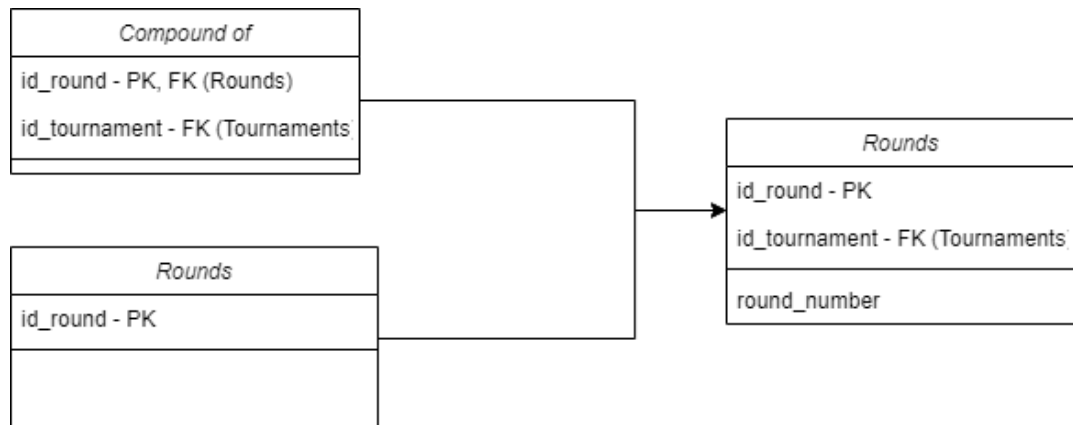 Compound of
id_round - PK, FK (Rounds)
id_tournament - FK (Tournaments)
Rounds
id_round - PK
Rounds
id_round - PK
id_tournament - FK (Tournaments)
round_number